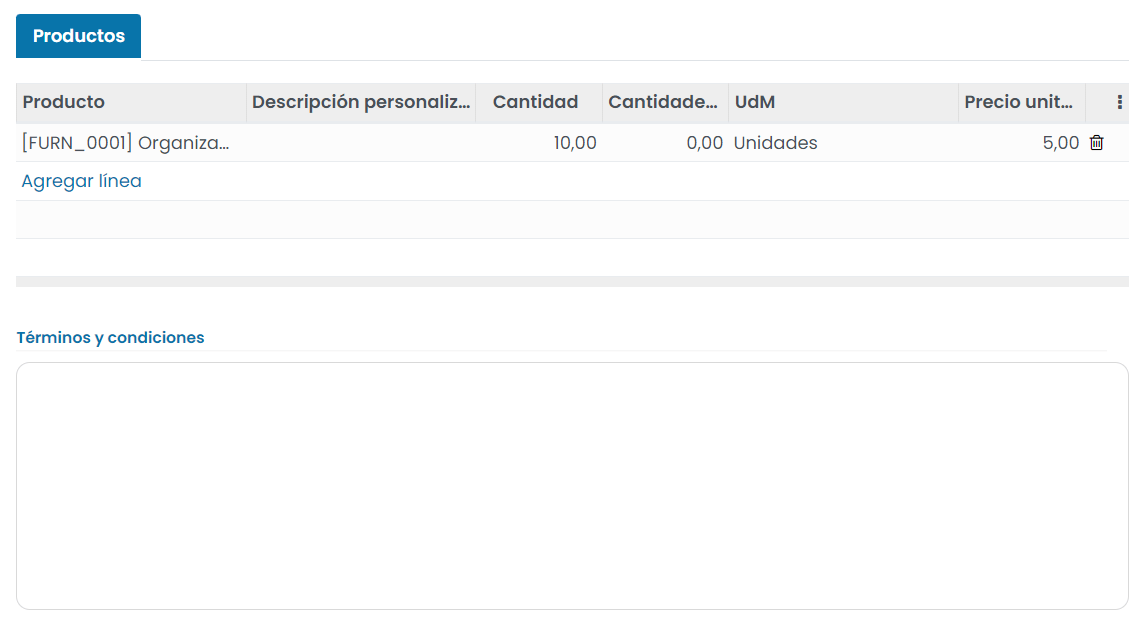 Productos
Producto Descripción personaliz... Cantidad Cantidade... UdM Precio unit...
[FURN_0001] Organiza... 10,00 0,00 Unidades 5,00
Agregar línea
Términos y condiciones